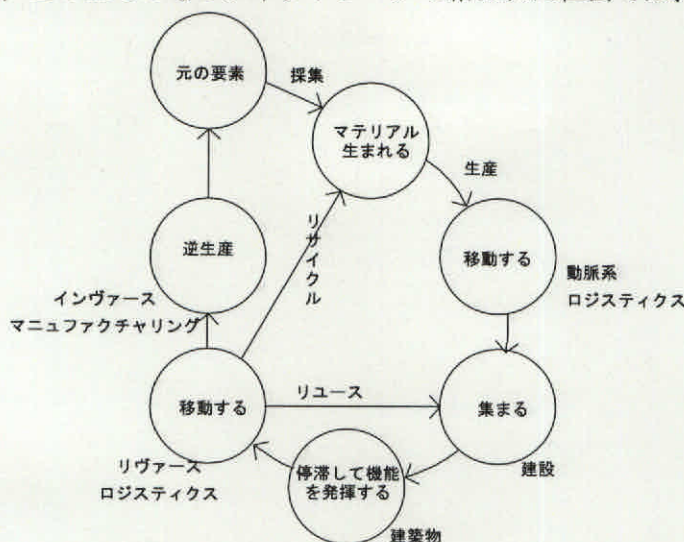 元の要素
採集
マテリアル
生まれる
生産
リサイクル
逆生産
移動する
動脈系
ロジスティクス
インヴァース
マニュファクチャリング
移動する
リユース
集まる
リヴァース
ロジスティクス
停滞して機能
を発揮する
建設
建築物